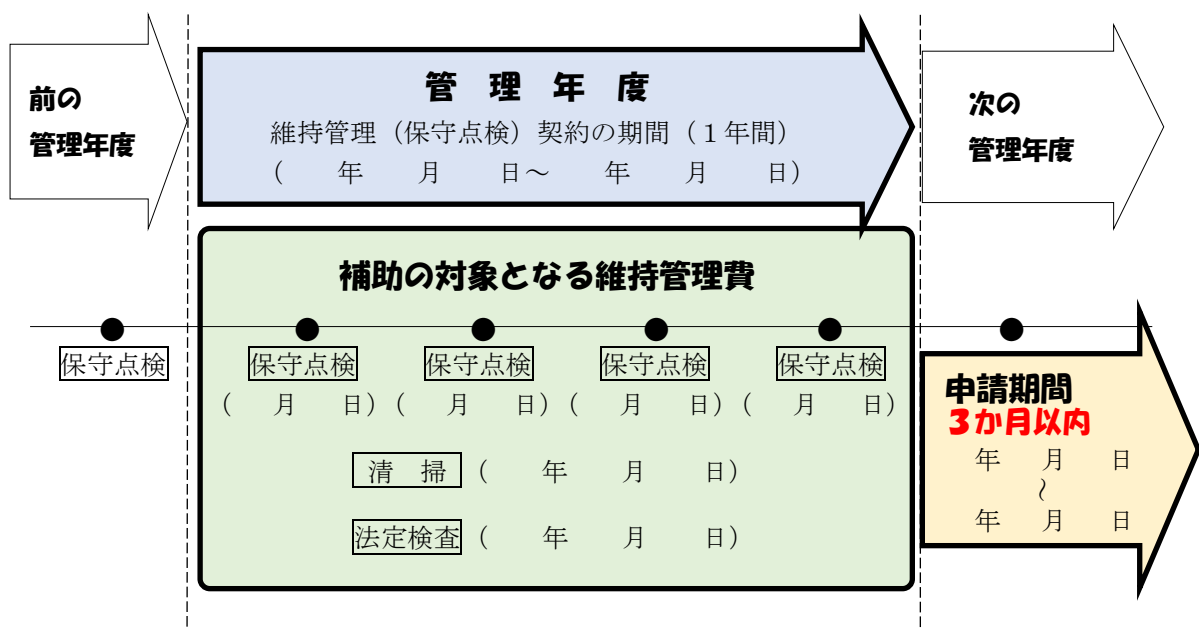 前の
管理年度
管　理　年　度
維持管理（保守点検）契約の期間（１年間）
（　　年　　月　　日～　　年　　月　　日）
次の
管理年度
補助の対象となる維持管理費
保守点検
保守点検
（　　月　　日）
保守点検
（　　月　　日）
保守点検
（　　月　　日）
保守点検
（　　月　　日）
清　掃（　　年　　月　　日）
法定検査（　　年　　月　　日）
申請期間
３か月以内
年　　月　　日
～
年　　月　　日